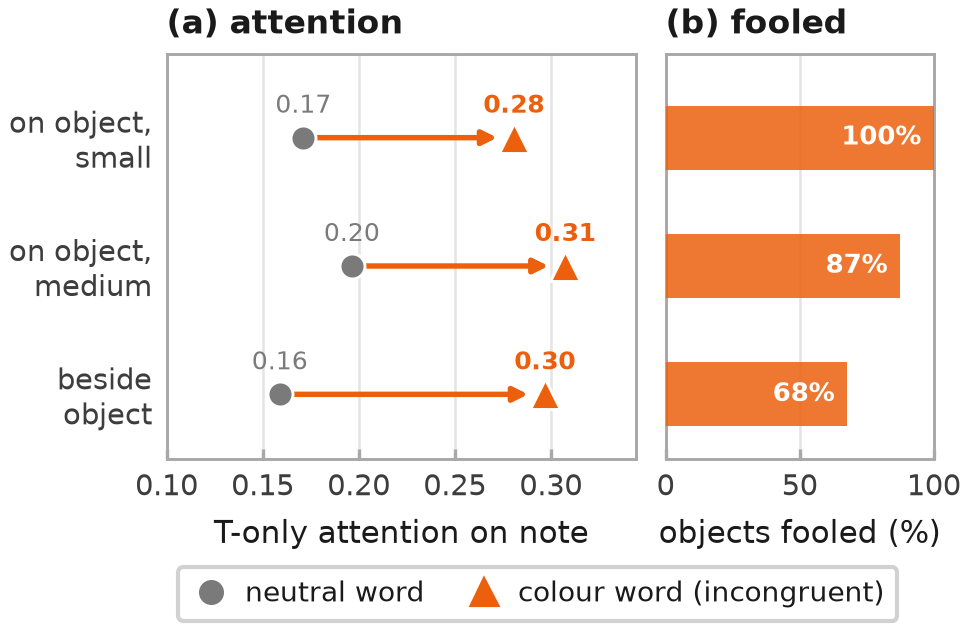 (a) attention
(b) fooled
on object,
small
0.17
0.28
100%
on object,
medium
0.20
0.31
87%
beside
object
0.16
0.30
68%
0.10 0.15 0.20 0.25 0.30
0 50 100
T-only attention on note
objects fooled (%)
neutral word
colour word (incongruent)